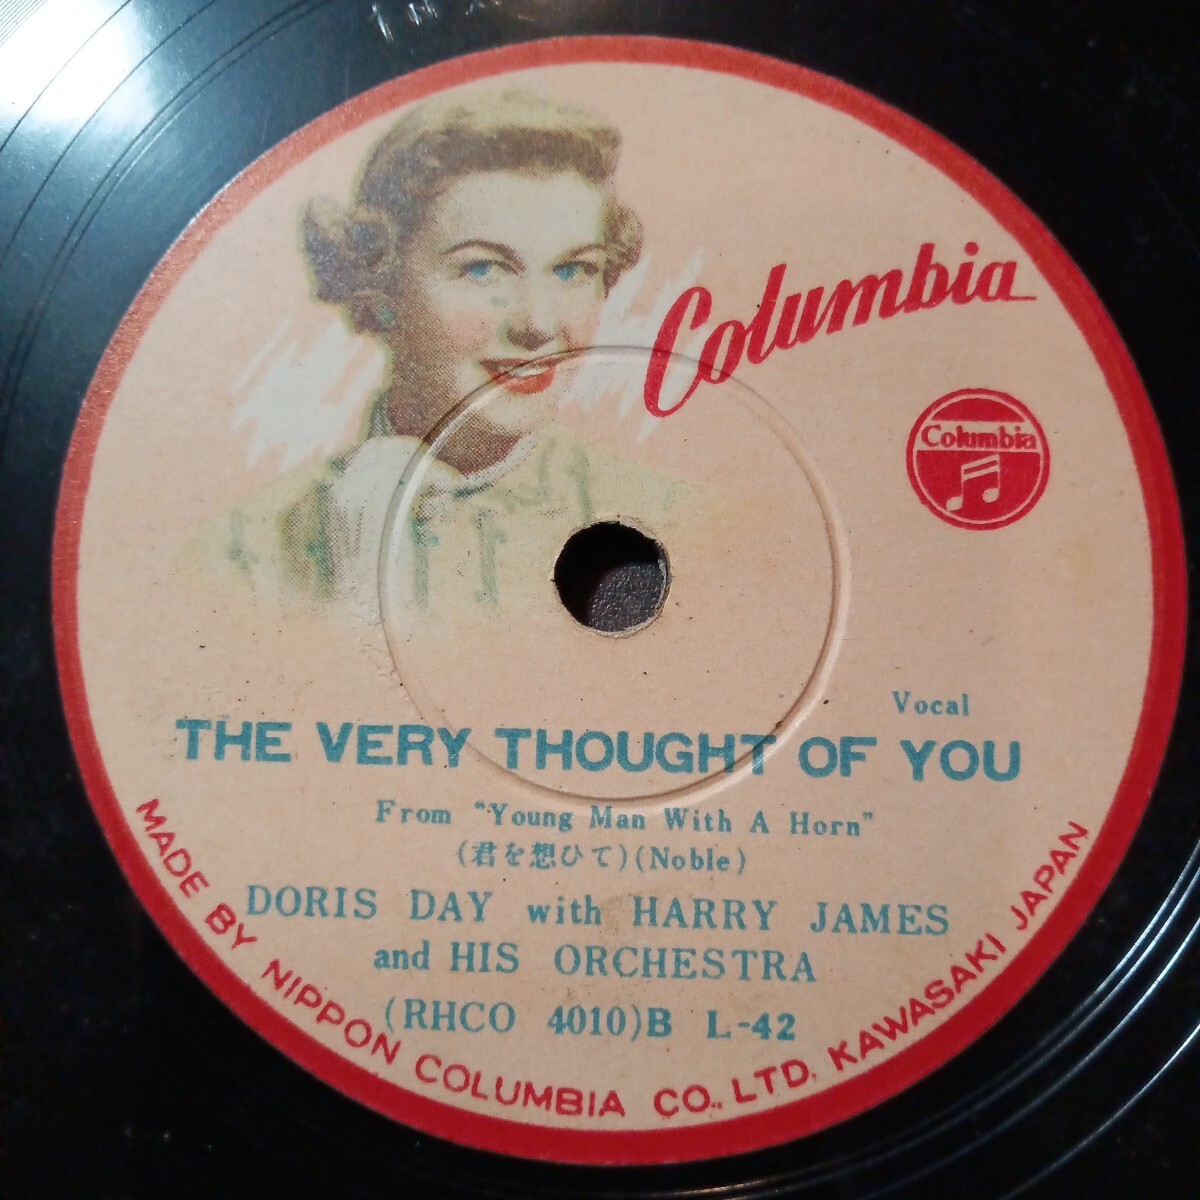 Columbia
Columbia
Vocal
THE VERY THOUGHT OF YOU
From "Young Man With A Horn"
(君を想ひて)(Noble)
DORIS DAY with HARRY JAMES
and HIS ORCHESTRA
(RHCO 4010)B L-42
MADE BY NIPPON COLUMBIA CO., LTD. KAWASAKI JAPAN